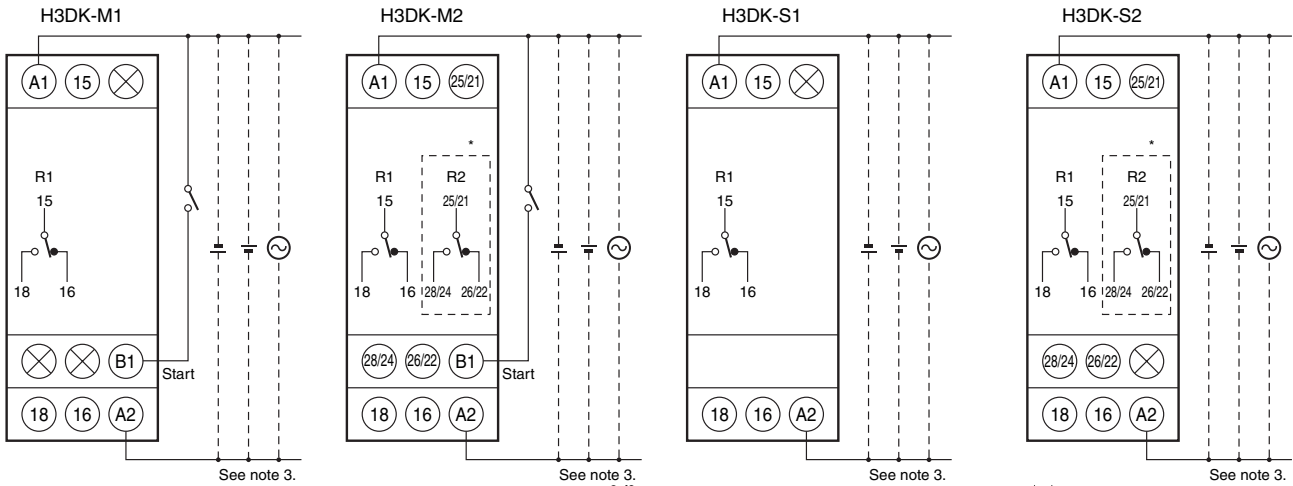 H3DK-M1
A1 15
R1
15
18 16
B1
Start
18 16 A2
See note 3.
H3DK-M2
A1 15 25/21
*
R1 R2
15 25/21
18 16 28/24 26/22
28/24 26/22 B1
Start
18 16 A2
See note 3.
H3DK-S1
A1 15
R1
15
18 16
18 16 A2
See note 3.
H3DK-S2
A1 15 25/21
*
R1 R2
15 25/21
18 16 28/24 26/22
28/24 26/22
18 16 A2
See note 3.